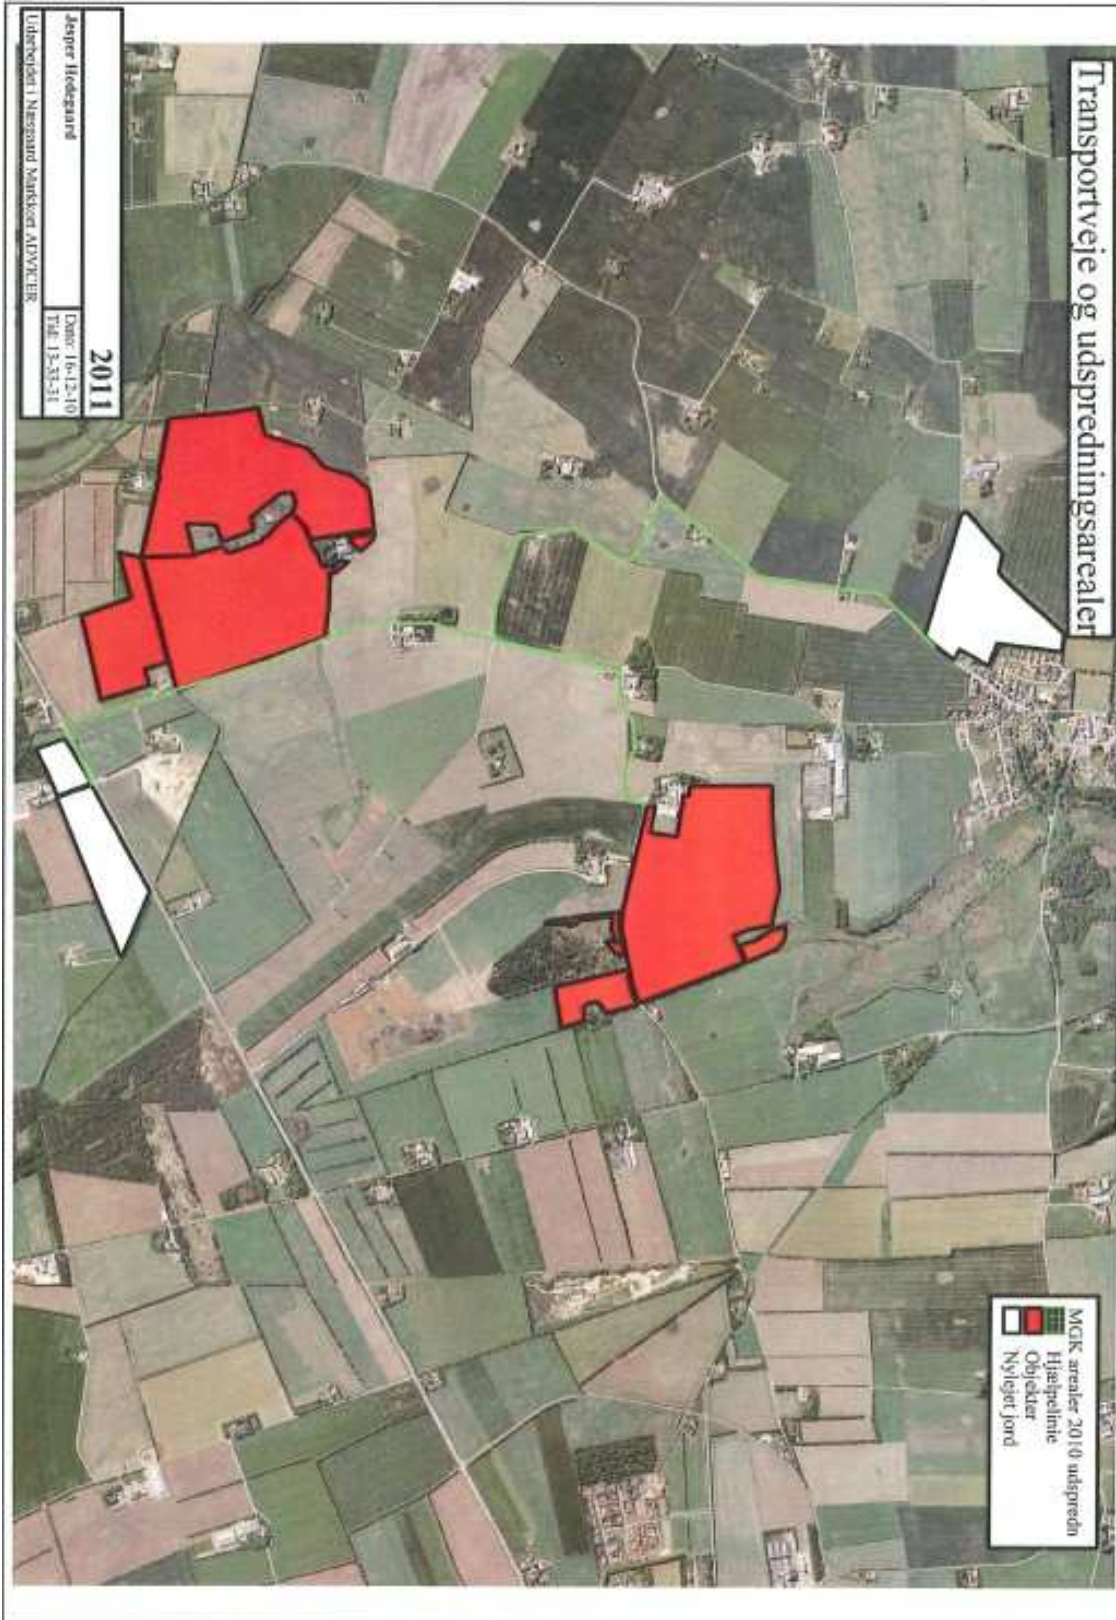 Transportveje og udspredningsarealer
MGK arealer 2010 udspredn
Hjælpelinie
Objekter
Nylejet jord
2011
Jesper Hedegaard
Dato: 16-12-10
Tid: 13-33-31
Udarbejdet i Næsgaard Markkort ADVICER